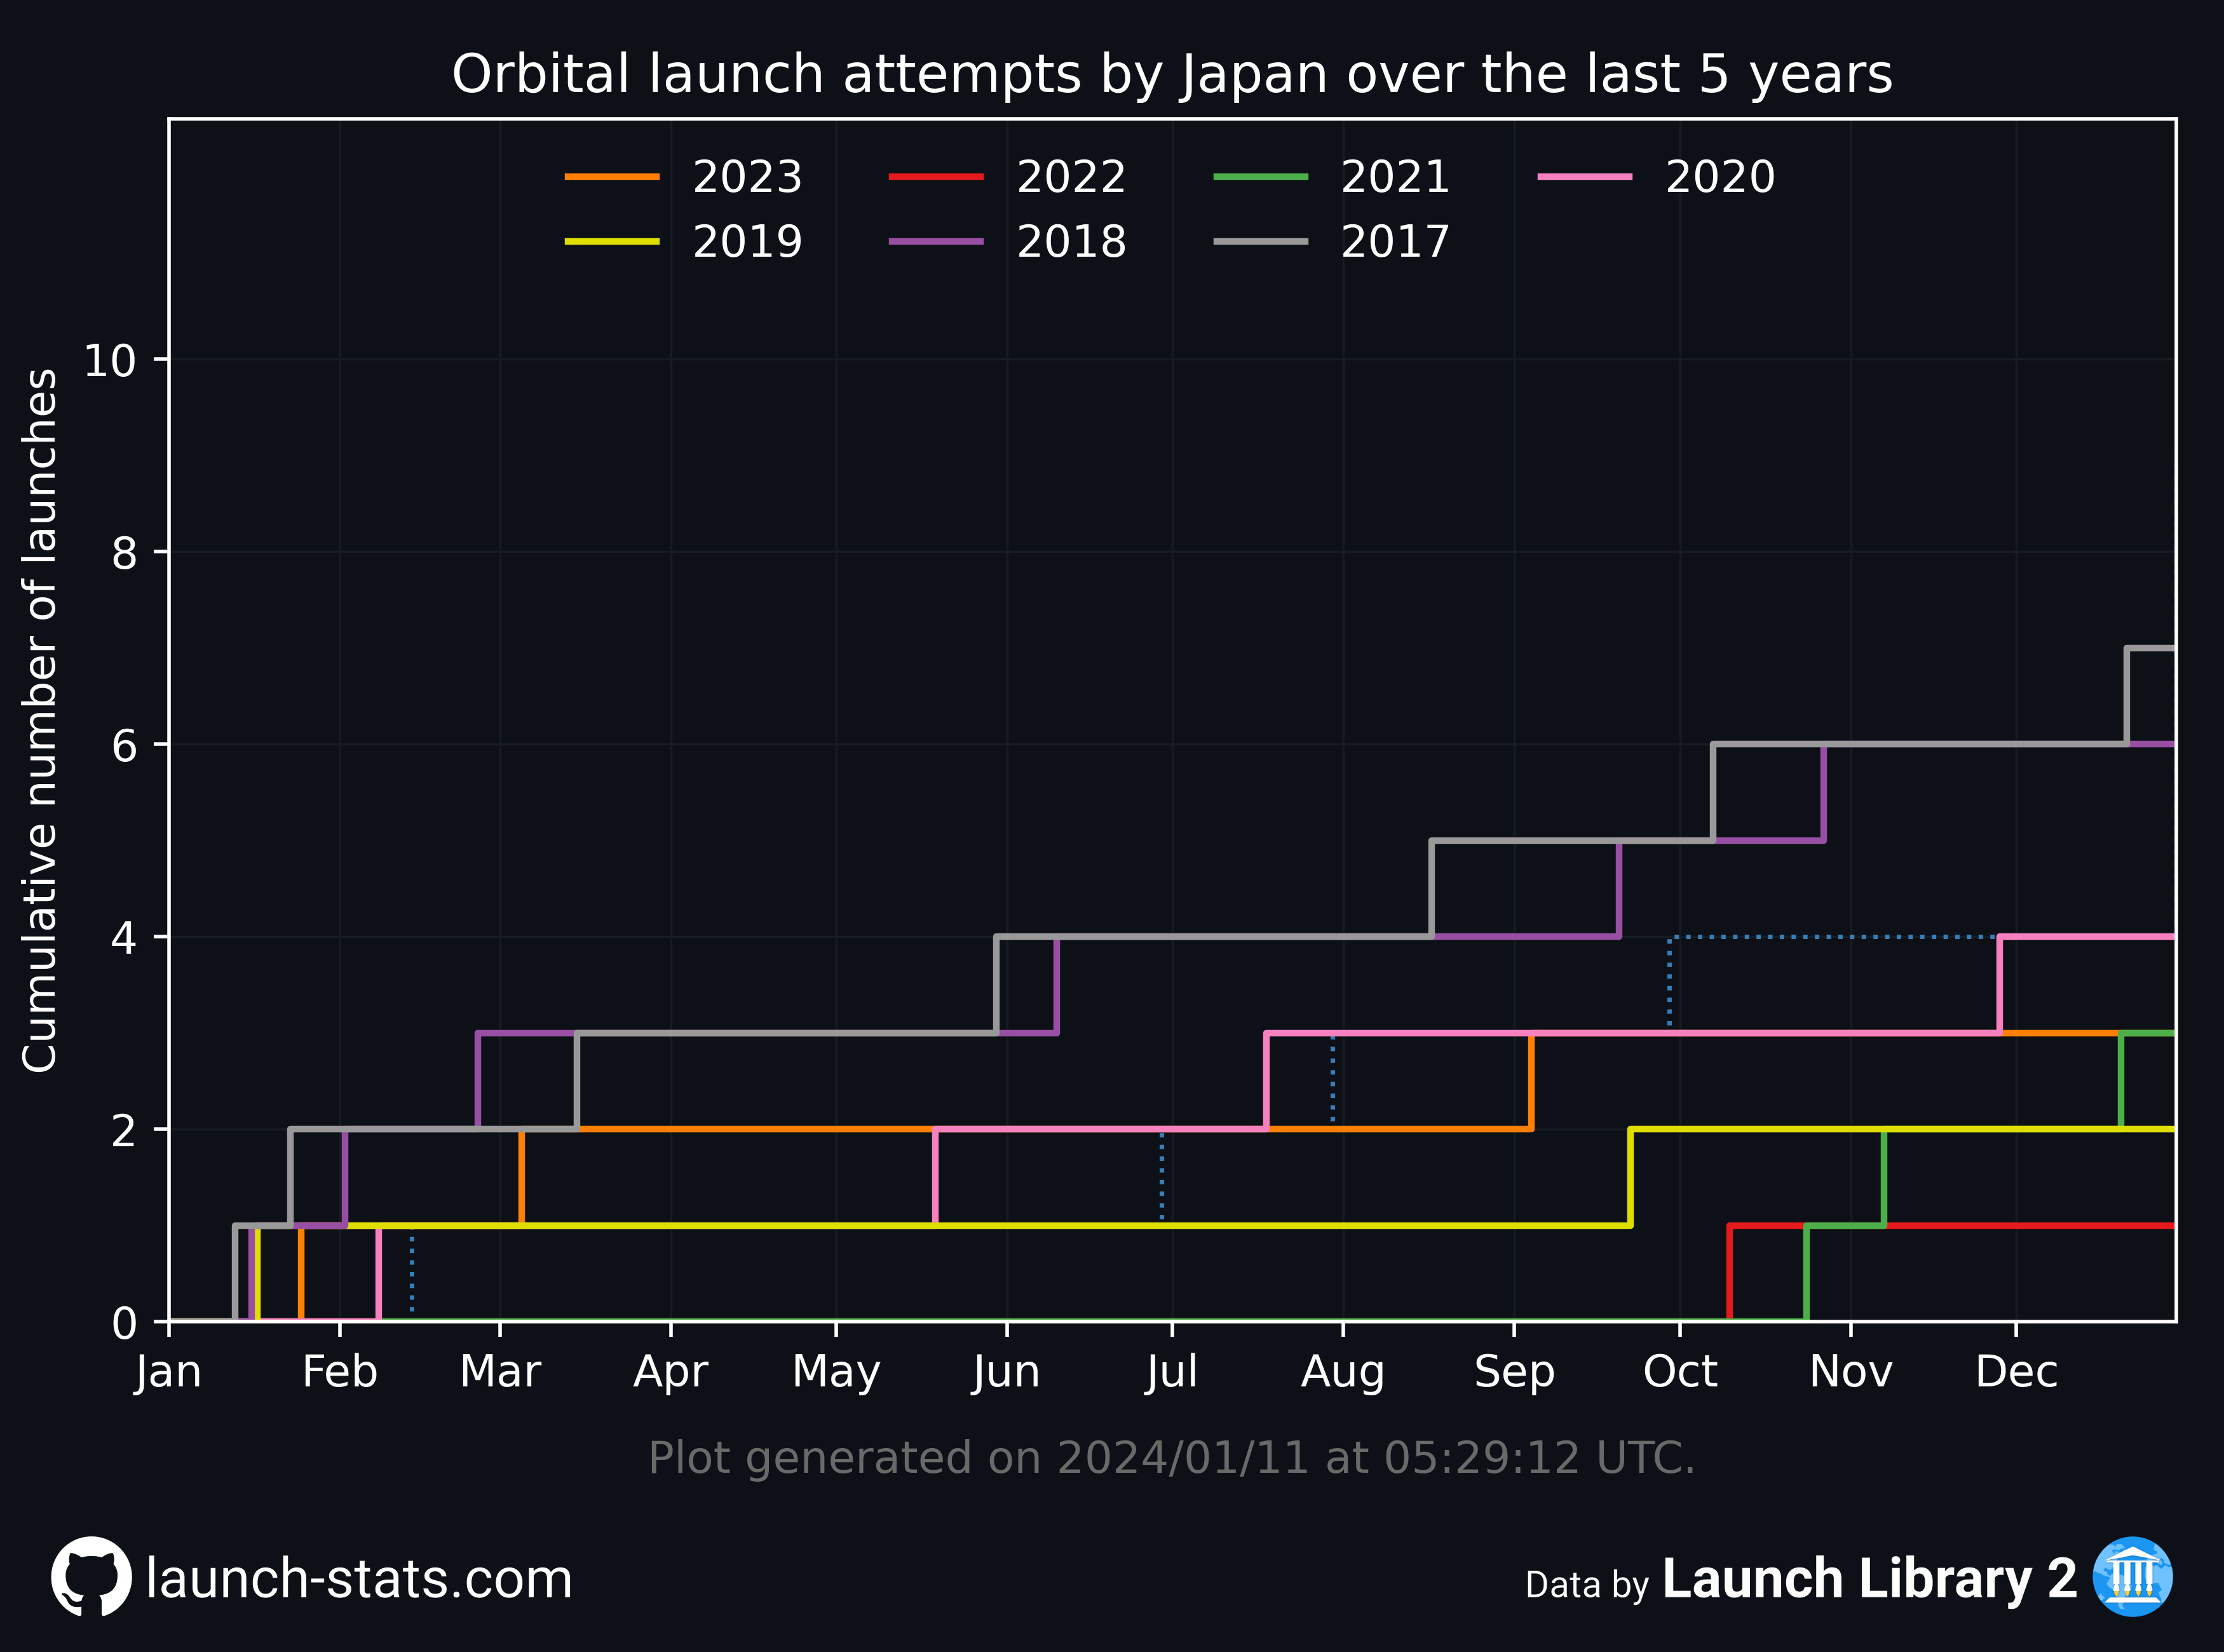 Orbital launch attempts by Japan over the last 5 years
2023 2022 2021 2020
2019 2018 2017
Cumulative number of launches
10
8
6
4
2
0
Jan Feb Mar Apr May Jun Jul Aug Sep Oct Nov Dec
Plot generated on 2024/01/11 at 05:29:12 UTC.
launch-stats.com
Data by Launch Library 2